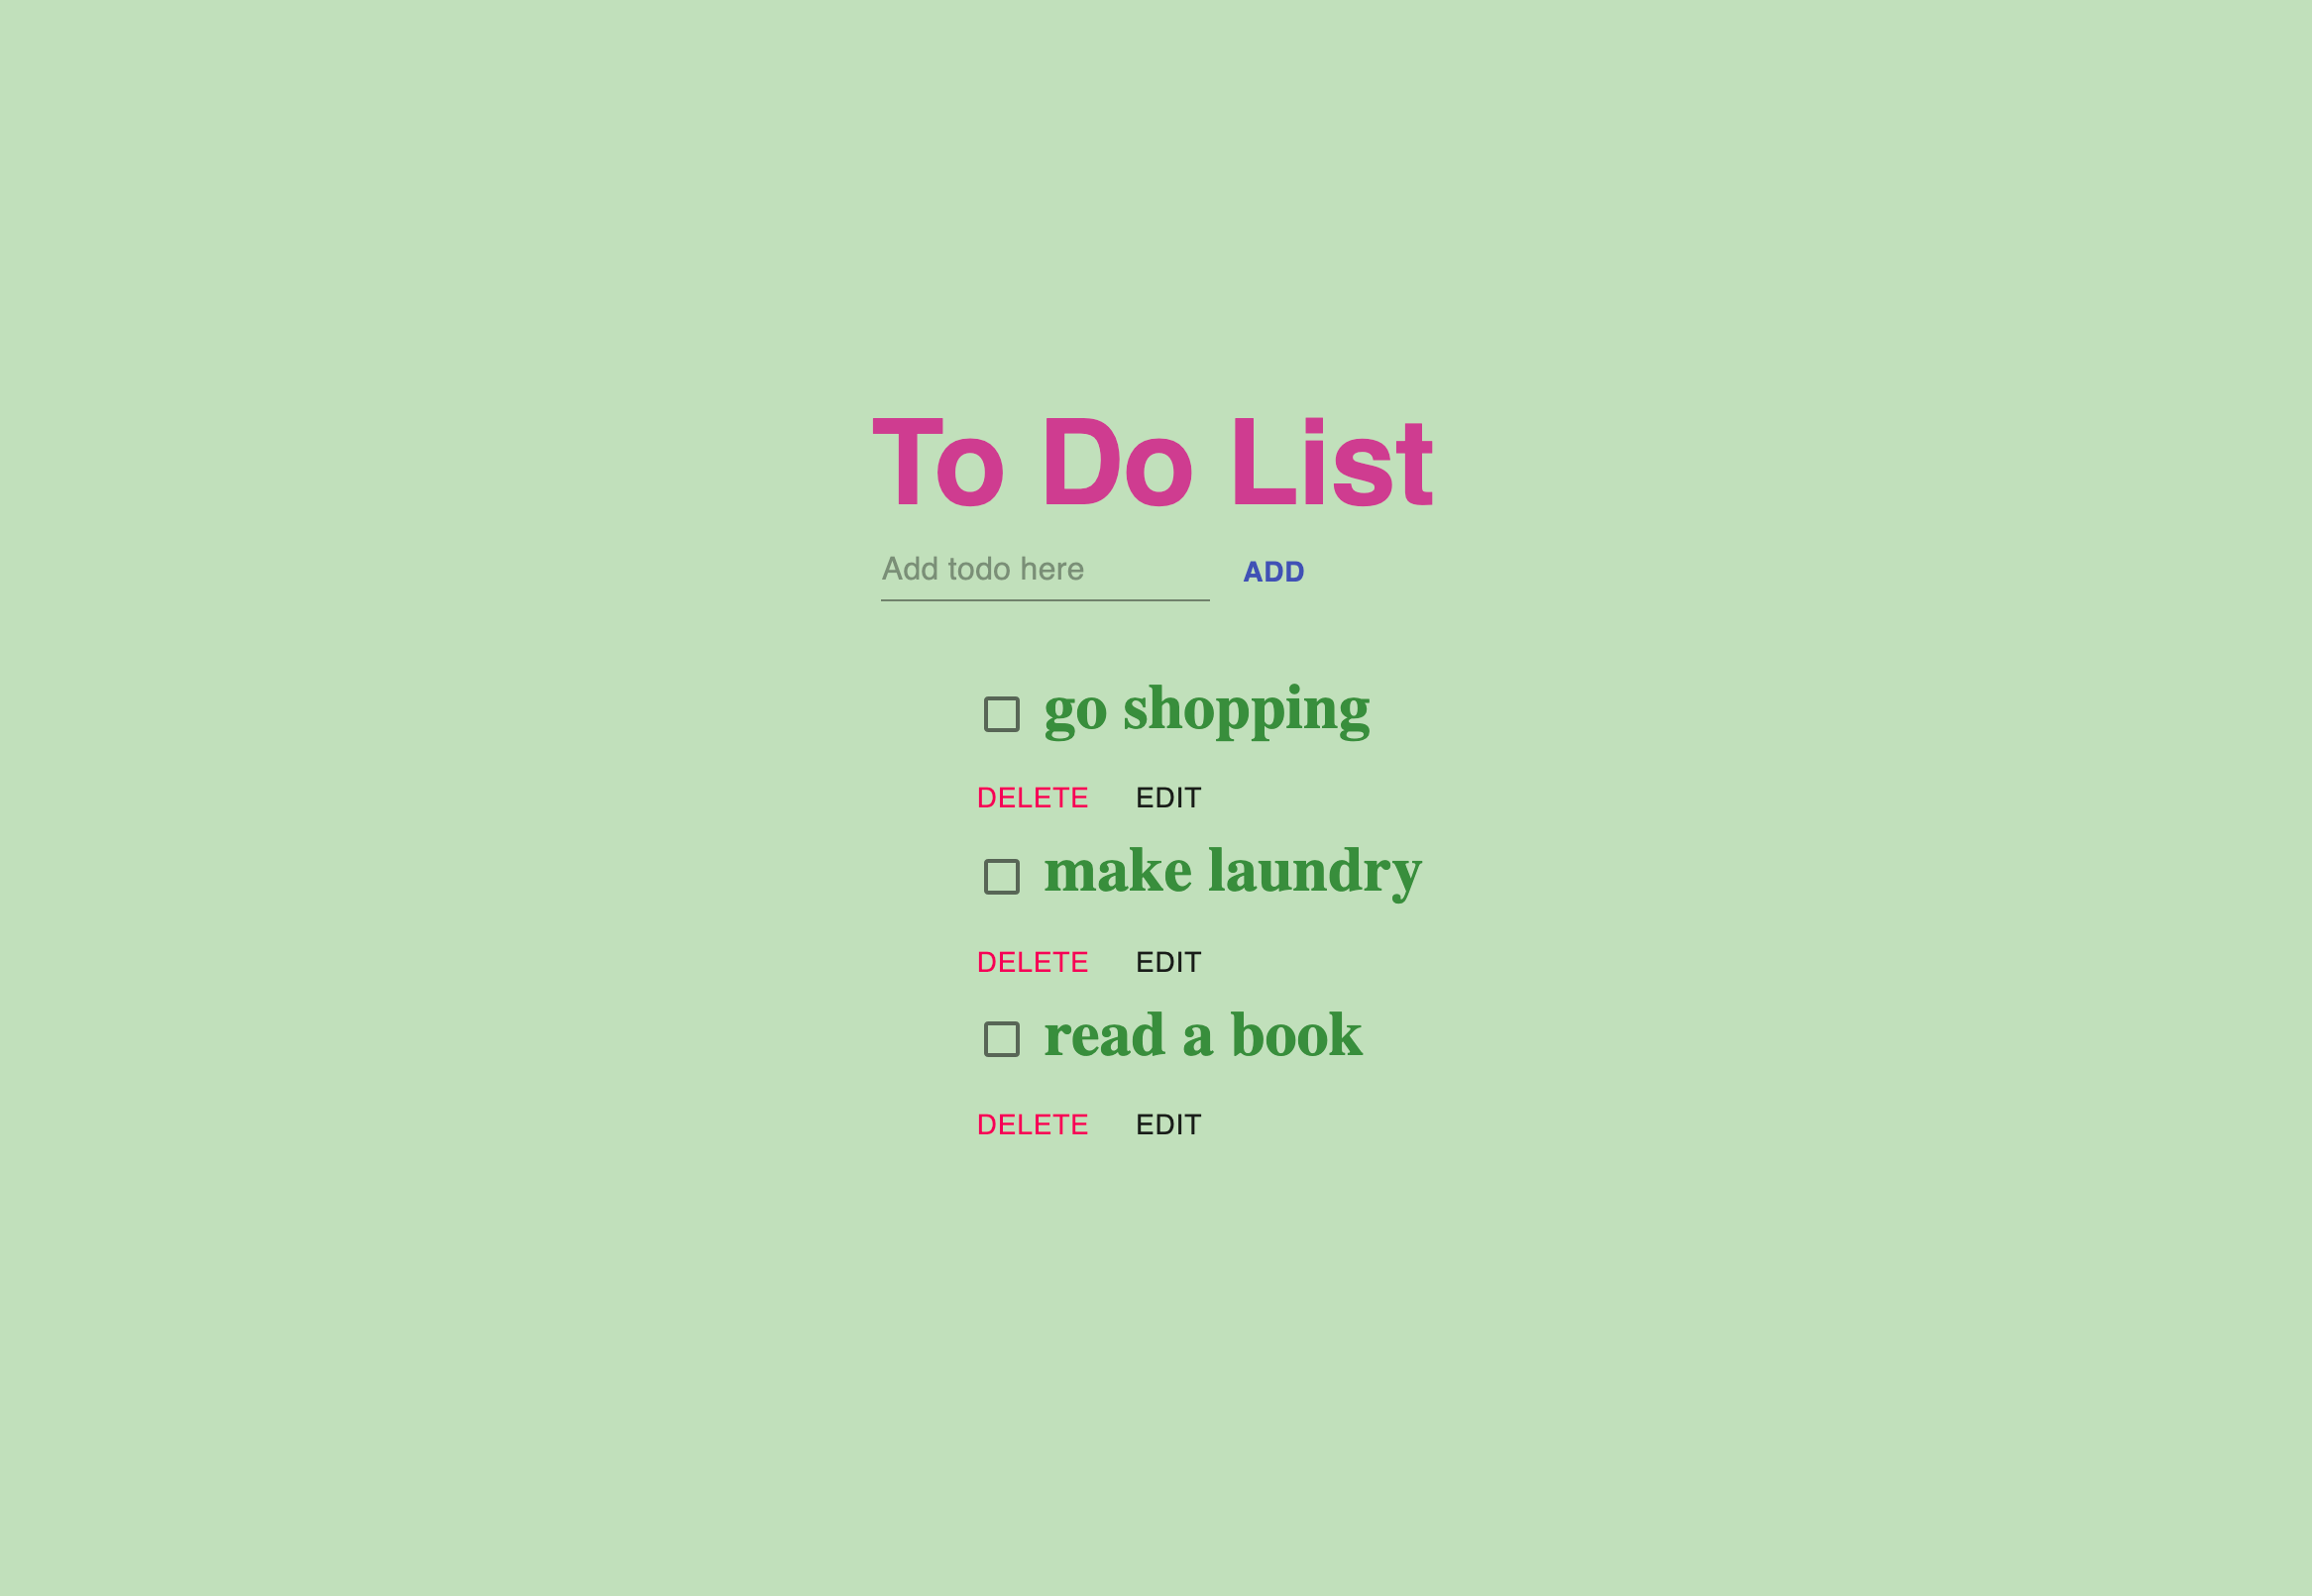 To Do List
Add todo here ADD
go shopping
DELETE EDIT
make laundry
DELETE EDIT
read a book
DELETE EDIT